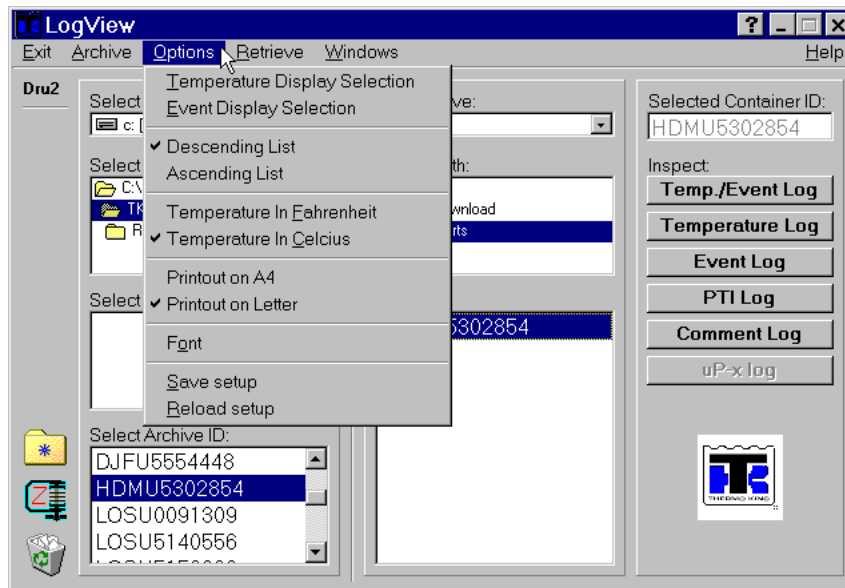 LogView
Exit Archive Options Retrieve Windows Help
Dru2
Temperature Display Selection
Event Display Selection
Descending List
Ascending List
Temperature In Fahrenheit
Temperature In Celcius
Printout on A4
Printout on Letter
Font
Save setup
Reload setup
Select
c: [
Select
C:\
TK
R
Select
Select Archive ID:
DJFU5554448
HDMU5302854
LOSU0091309
LOSU5140556
ve:
th:
wnload
rts
5302854
Selected Container ID:
HDMU5302854
Inspect:
Temp./Event Log
Temperature Log
Event Log
PTI Log
Comment Log
uP-x log
THERMO KING